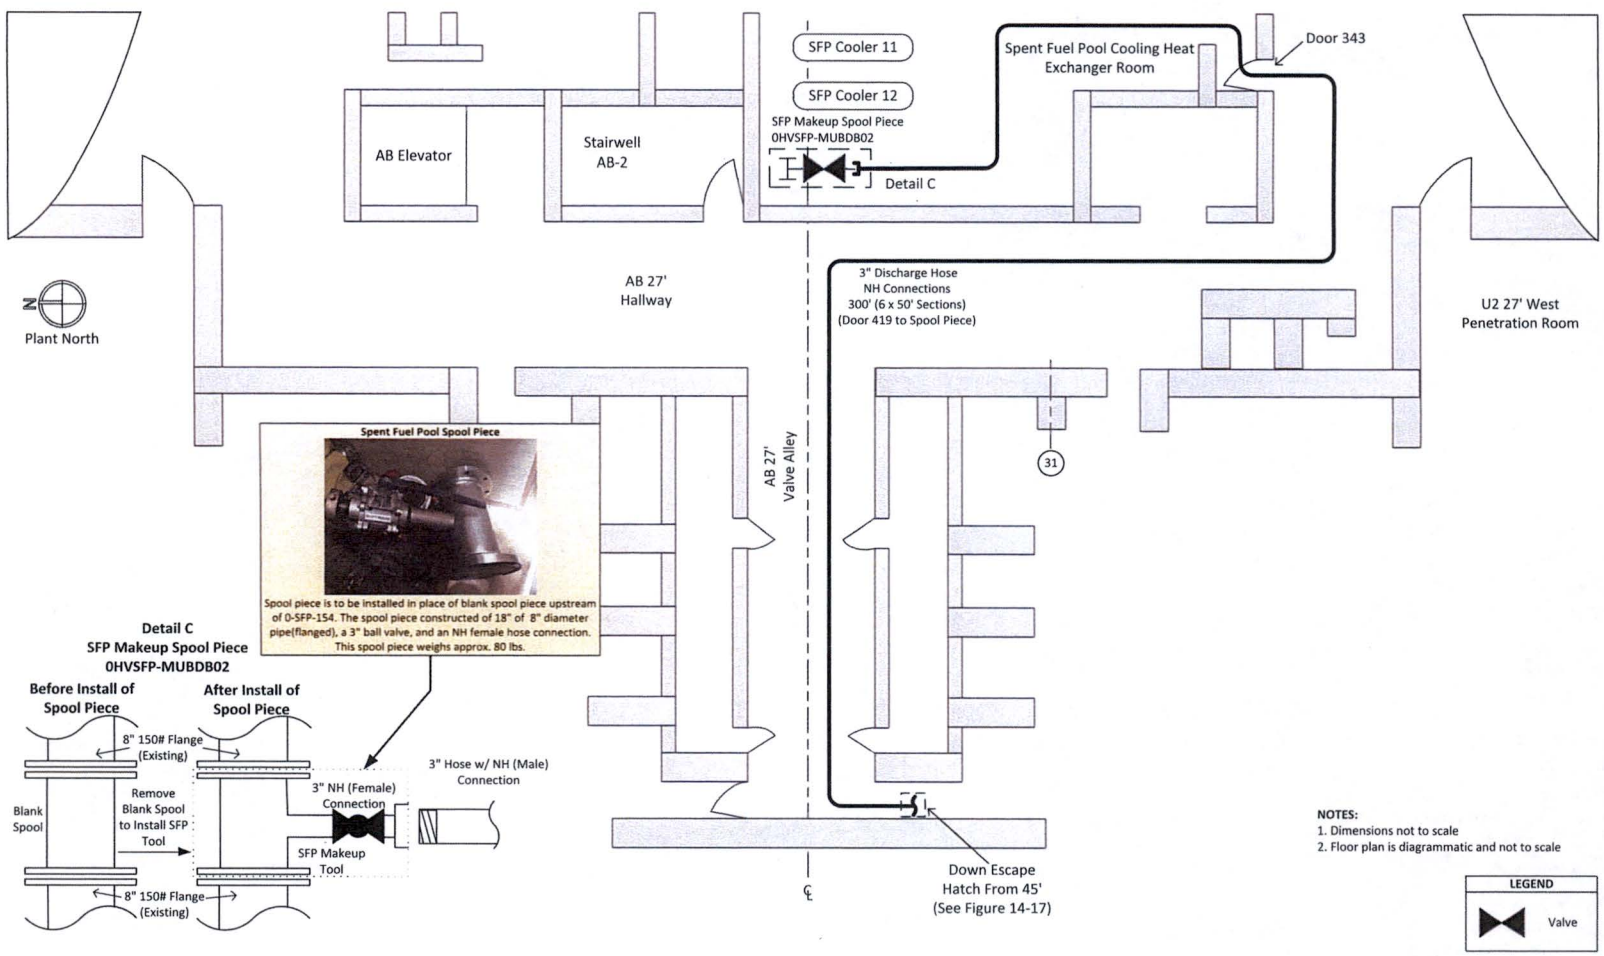 SFP Cooler 11
SFP Cooler 12
Spent Fuel Pool Cooling Heat
Exchanger Room
Door 343
SFP Makeup Spool Piece
0HVSFP-MUBDB02
Detail C
AB Elevator
Stairwell
AB-2
N
Plant North
AB 27'
Hallway
3" Discharge Hose
NH Connections
300' (6 x 50' Sections)
(Door 419 to Spool Piece)
U2 27' West
Penetration Room
AB 27'
Valve Alley
31
Spent Fuel Pool Spool Piece
Spool piece is to be installed in place of blank spool piece upstream
of 0-SFP-154. The spool piece constructed of 18" of 8" diameter
pipe(flanged), a 3" ball valve, and an NH female hose connection.
This spool piece weighs approx. 80 lbs.
Detail C
SFP Makeup Spool Piece
0HVSFP-MUBDB02
Before Install of
Spool Piece
After Install of
Spool Piece
8" 150# Flange
(Existing)
Blank
Spool
Remove
Blank Spool
to Install SFP
Tool
3" NH (Female)
Connection
SFP Makeup
Tool
3" Hose w/ NH (Male)
Connection
8" 150# Flange
(Existing)
℄
Down Escape
Hatch From 45'
(See Figure 14-17)
NOTES:
1. Dimensions not to scale
2. Floor plan is diagrammatic and not to scale
LEGEND
Valve